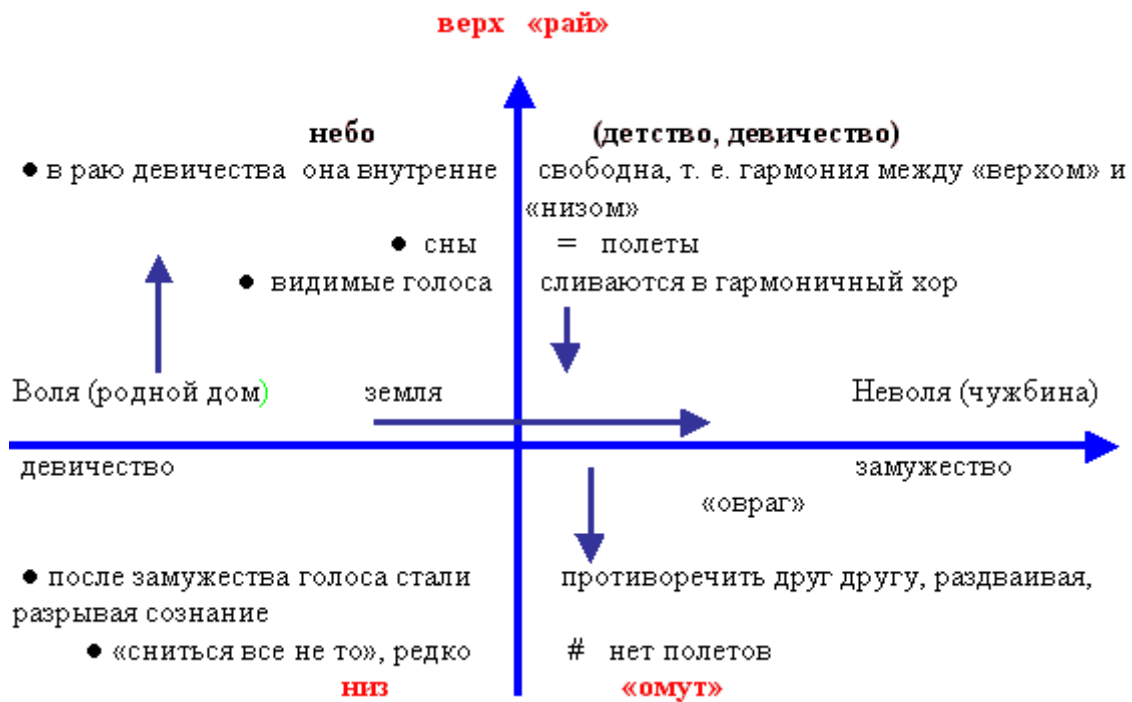 верх «рай»
небо (детство, девичество)
● в раю девичества она внутренне свободна, т. е. гармония между «верхом» и
«низом»
● сны = полеты
● видимые голоса сливаются в гармоничный хор
Воля (родной дом) земля Неволя (чужбина)
девичество замужество
«овраг»
● после замужества голоса стали противоречить друг другу, раздваивая,
разрывая сознание
● «сниться все не то», редко # нет полетов
низ «омут»